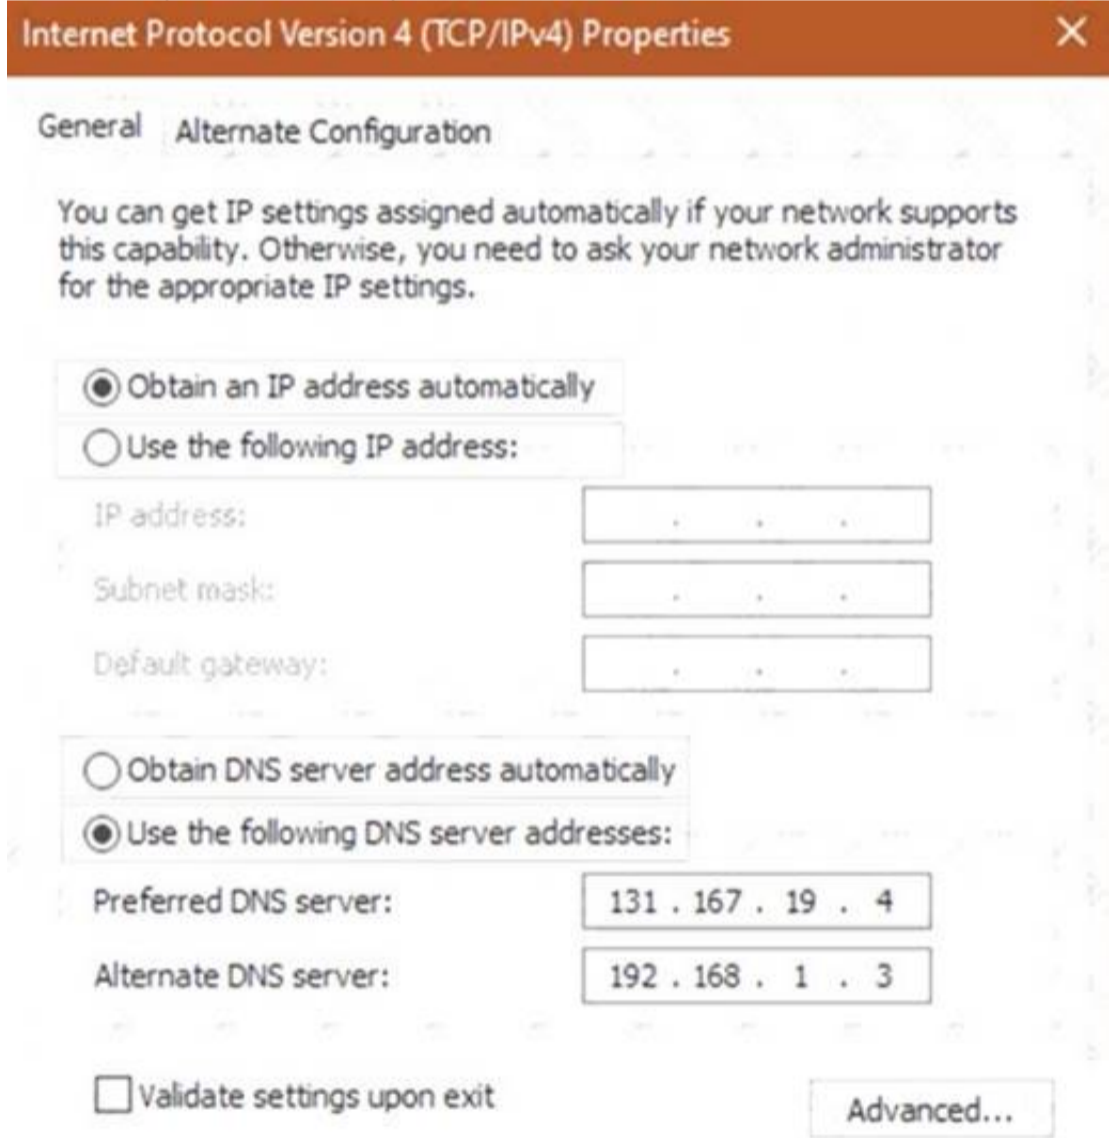 Internet Protocol Version 4 (TCP/IPv4) Properties
General
Alternate Configuration
You can get IP settings assigned automatically if your network supports
this capability. Otherwise, you need to ask your network administrator
for the appropriate IP settings.
Obtain an IP address automatically
Use the following IP address:
IP address:
Subnet mask:
Default gateway:
Obtain DNS server address automatically
Use the following DNS server addresses:
Preferred DNS server: 131 . 167 . 19 . 4
Alternate DNS server: 192 . 168 . 1 . 3
Validate settings upon exit
Advanced...